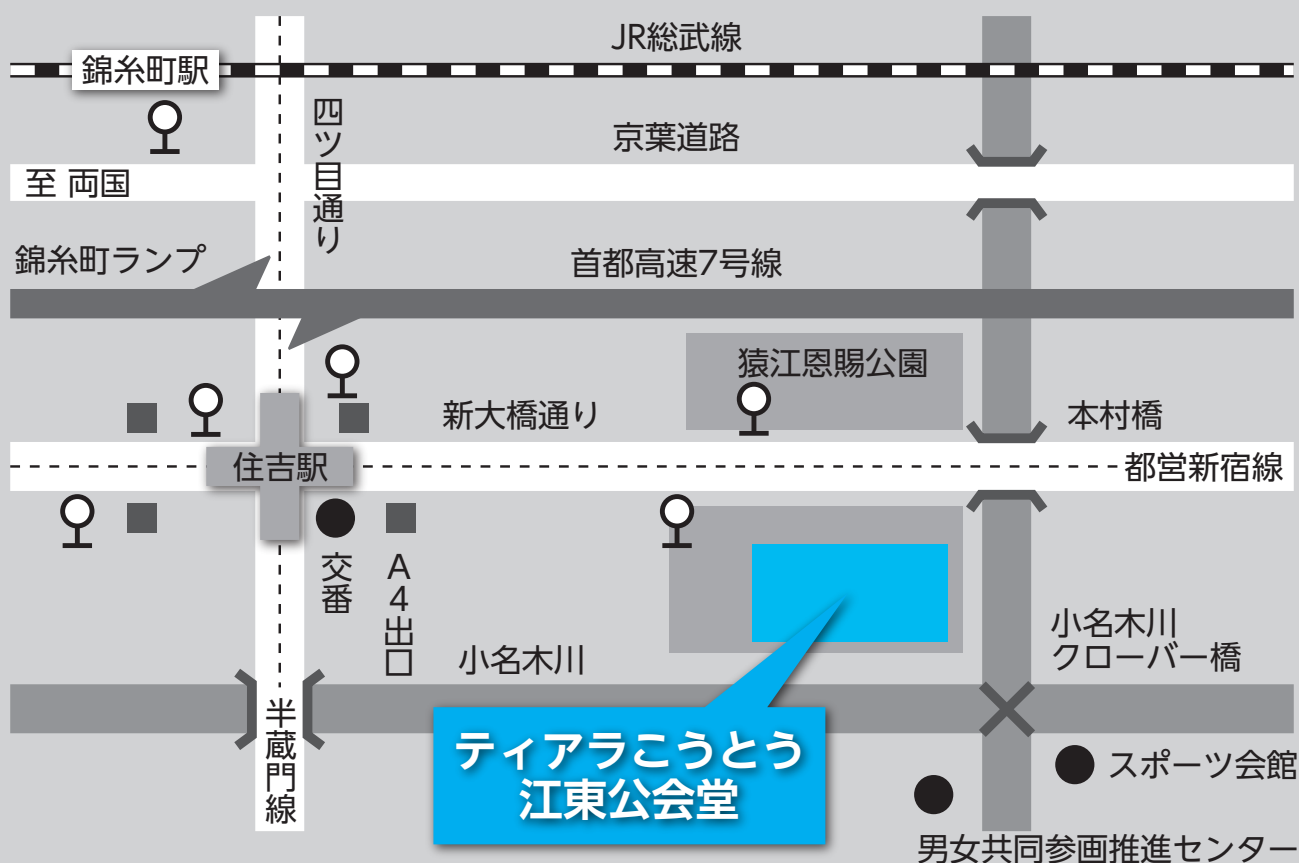 JR総武線
錦糸町駅
四ツ目通り
京葉道路
至 両国
錦糸町ランプ
首都高速7号線
猿江恩賜公園
新大橋通り
本村橋
住吉駅
都営新宿線
交番
A4出口
小名木川
小名木川
クローバー橋
半蔵門線
ティアラこうとう
江東公会堂
スポーツ会館
男女共同参画推進センター